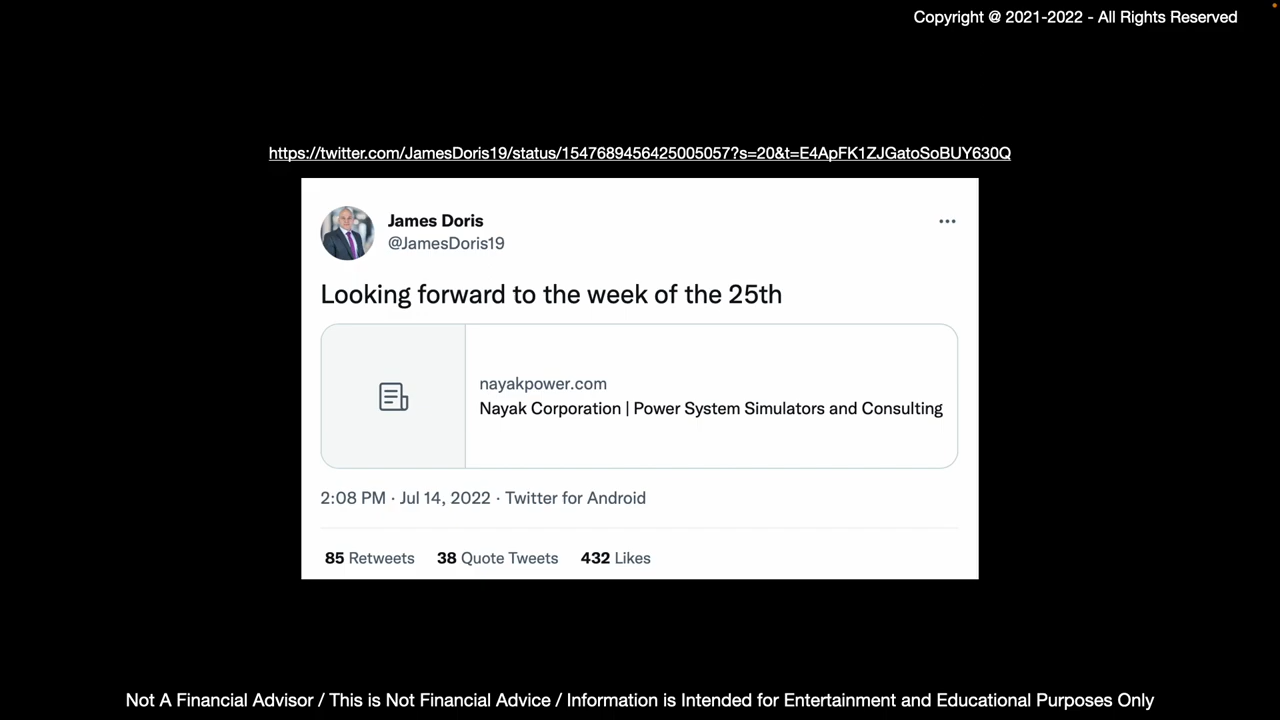 Copyright @ 2021-2022 - All Rights Reserved
https://twitter.com/JamesDoris19/status/1547689456425005057?s=20&t=E4ApFK1ZJGatoSoBUY630Q
James Doris
@JamesDoris19
Looking forward to the week of the 25th
nayakpower.com
Nayak Corporation | Power System Simulators and Consulting
2:08 PM · Jul 14, 2022 · Twitter for Android
85 Retweets 38 Quote Tweets 432 Likes
Not A Financial Advisor / This is Not Financial Advice / Information is Intended for Entertainment and Educational Purposes Only